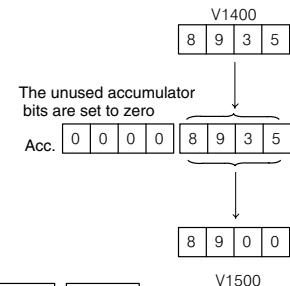 V1400
8 9 3 5
The unused accumulator
bits are set to zero
Acc. 0 0 0 0 8 9 3 5
8 9 0 0
V1500